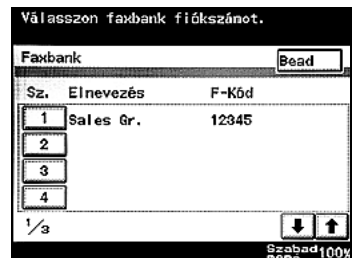 Válasszon faxbank fiókszámot.
Faxbank
Bead
Sz. Elnevezés F-Kód
1 Sales Gr. 12345
2
3
4
1/3
Szabad 100%